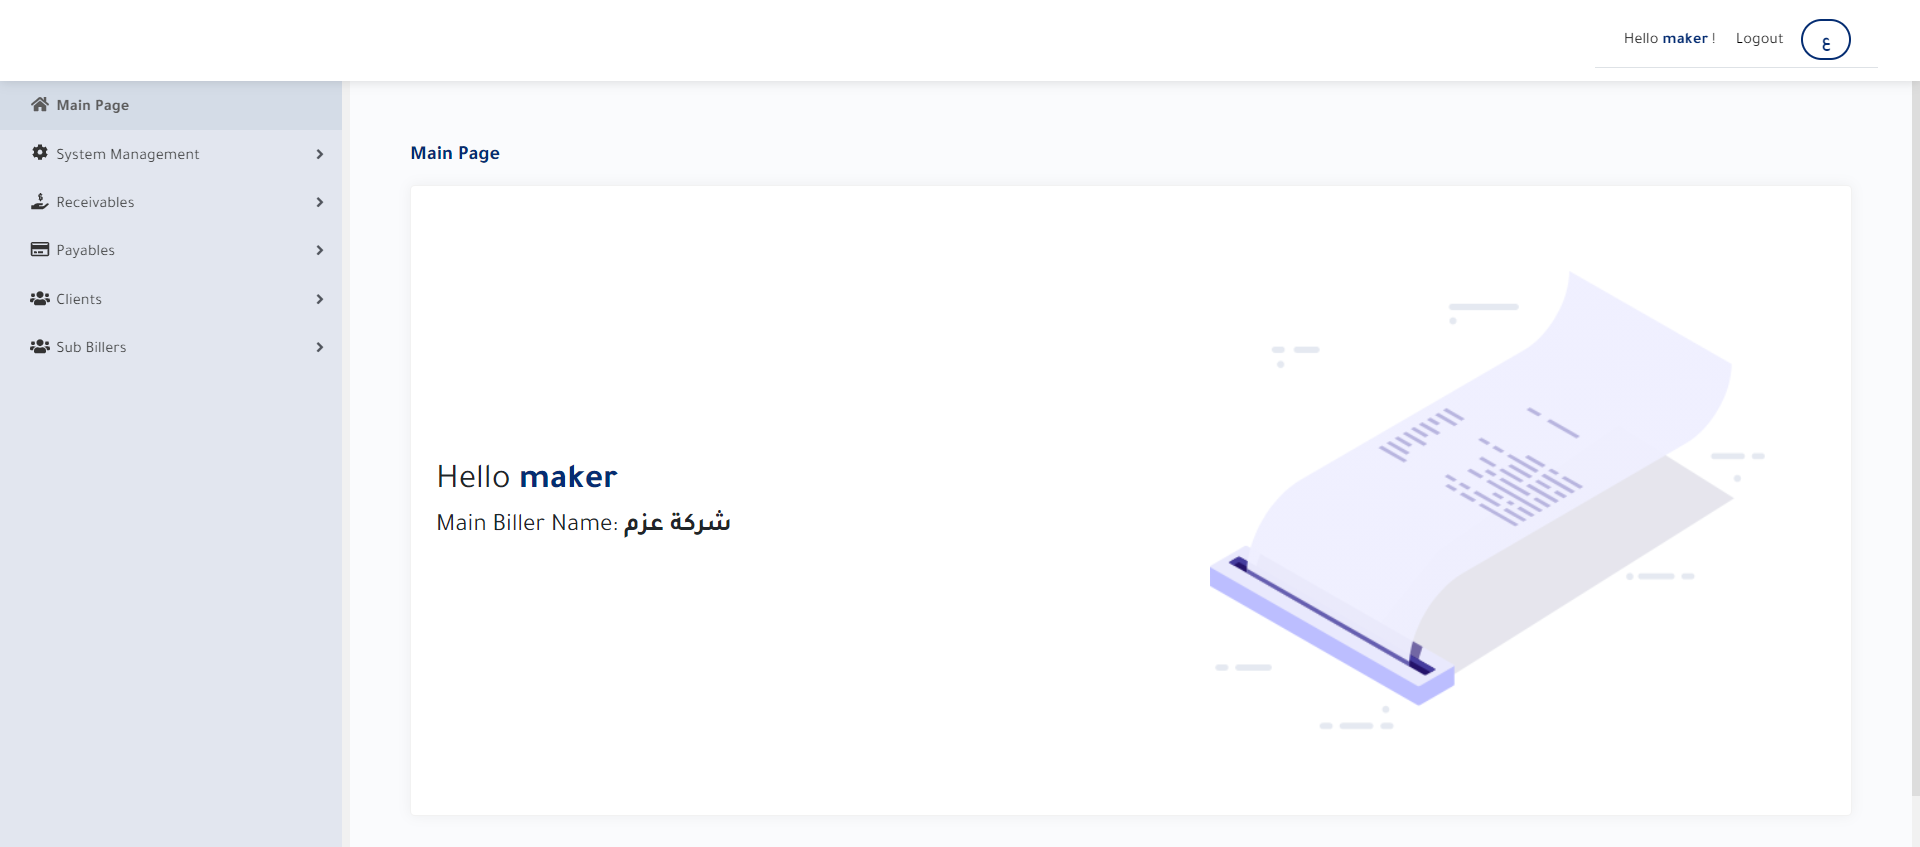 Hello maker !
Logout
ع
Main Page
System Management
Receivables
Payables
Clients
Sub Billers
Main Page
Hello maker
Main Biller Name: شركة عزم